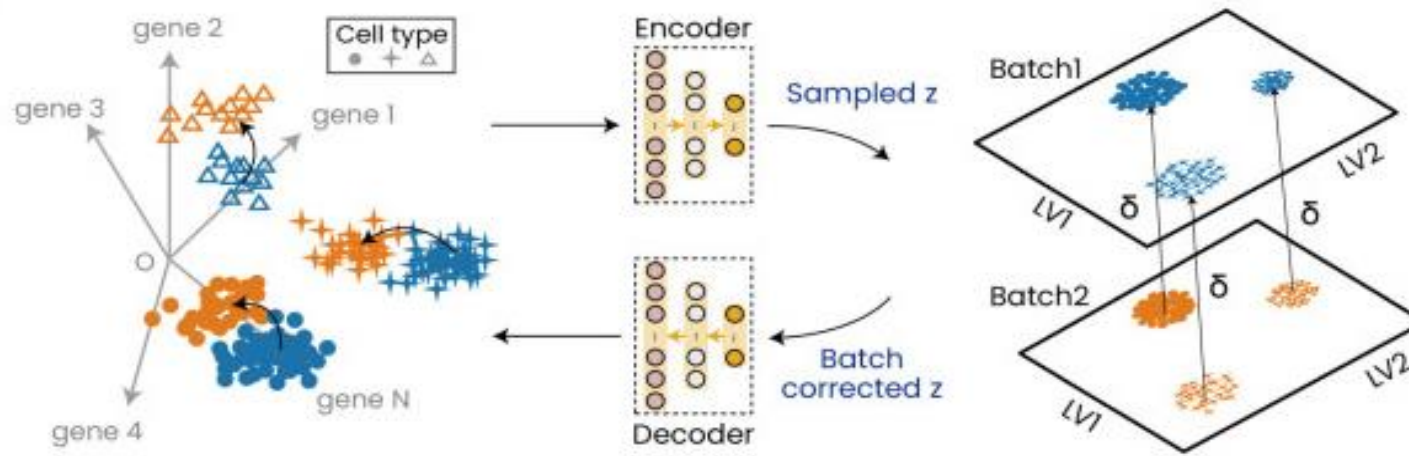 gene 2
gene 3
gene 1
O
gene 4
gene N
Cell type
Encoder
Sampled z
Decoder
Batch
corrected z
Batch1
LV1
LV2
δ
δ
δ
Batch2
LV1
LV2